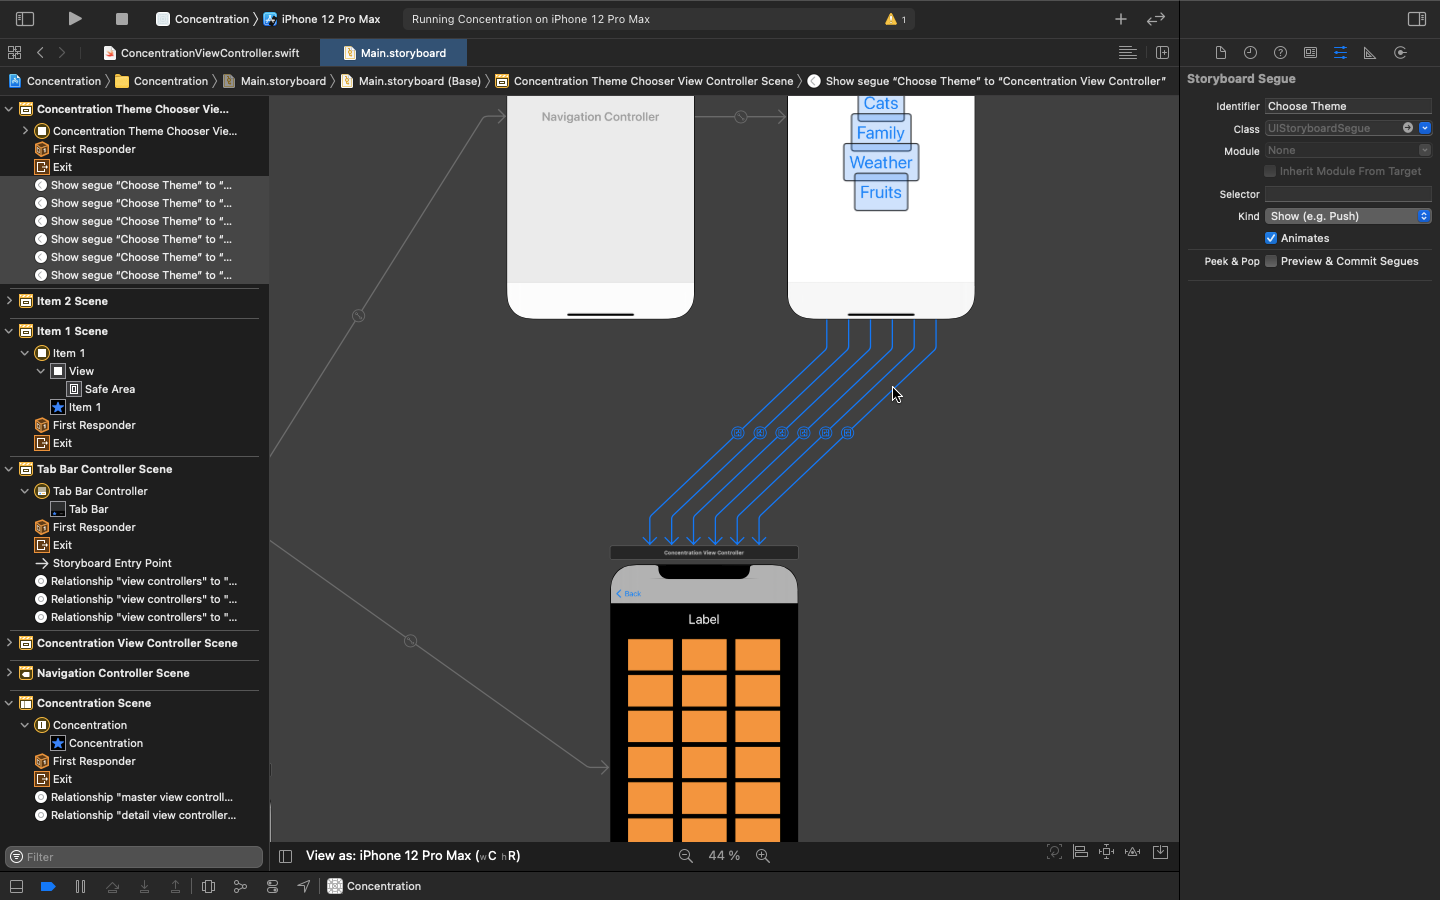 Concentration
iPhone 12 Pro Max
Running Concentration on iPhone 12 Pro Max
1
ConcentrationViewController.swift
Main.storyboard
Concentration
Concentration
Main.storyboard
Main.storyboard (Base)
Concentration Theme Chooser View Controller Scene
Show segue “Choose Theme” to “Concentration View Controller”
Concentration Theme Chooser Vie...
Concentration Theme Chooser Vie...
First Responder
Exit
Show segue “Choose Theme” to “...
Show segue “Choose Theme” to “...
Show segue “Choose Theme” to “...
Show segue “Choose Theme” to “...
Show segue “Choose Theme” to “...
Show segue “Choose Theme” to “...
Item 2 Scene
Item 1 Scene
Item 1
View
Safe Area
Item 1
First Responder
Exit
Tab Bar Controller Scene
Tab Bar Controller
Tab Bar
First Responder
Exit
Storyboard Entry Point
Relationship "view controllers" to "...
Relationship "view controllers" to "...
Relationship "view controllers" to "...
Concentration View Controller Scene
Navigation Controller Scene
Concentration Scene
Concentration
Concentration
First Responder
Exit
Relationship "master view controll...
Relationship "detail view controller...
Filter
Navigation Controller
Cats
Family
Weather
Fruits
Concentration View Controller
Back
Label
View as: iPhone 12 Pro Max (wC hR)
44 %
Concentration
Storyboard Segue
Identifier
Choose Theme
Class
UIStoryboardSegue
Module
None
Inherit Module From Target
Selector
Kind
Show (e.g. Push)
Animates
Peek & Pop
Preview & Commit Segues